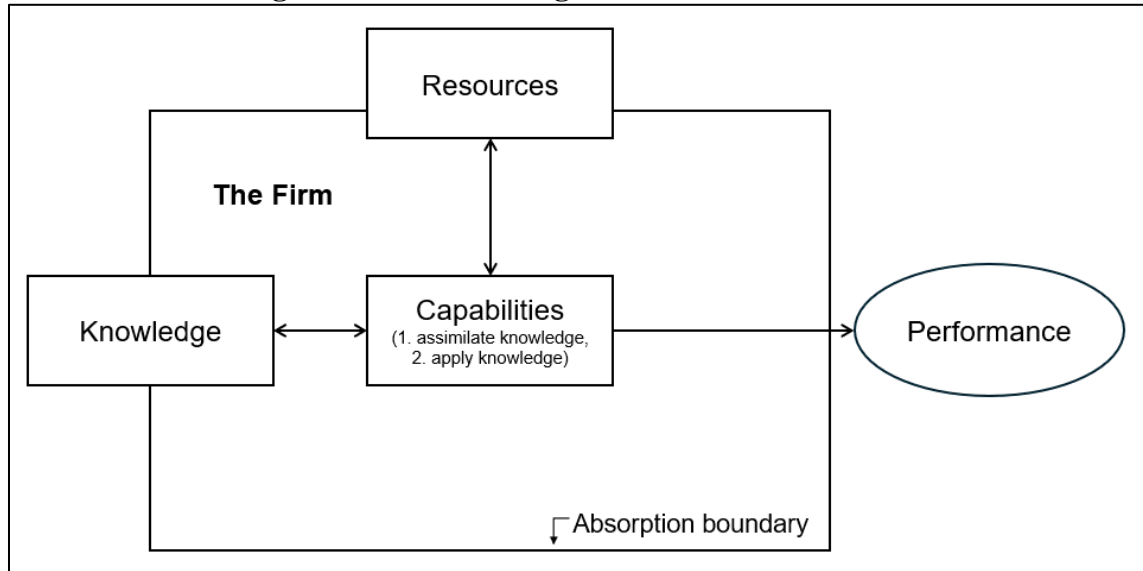 Resources
The Firm
Knowledge
Capabilities
(1. assimilate knowledge,
2. apply knowledge)
Performance
Absorption boundary